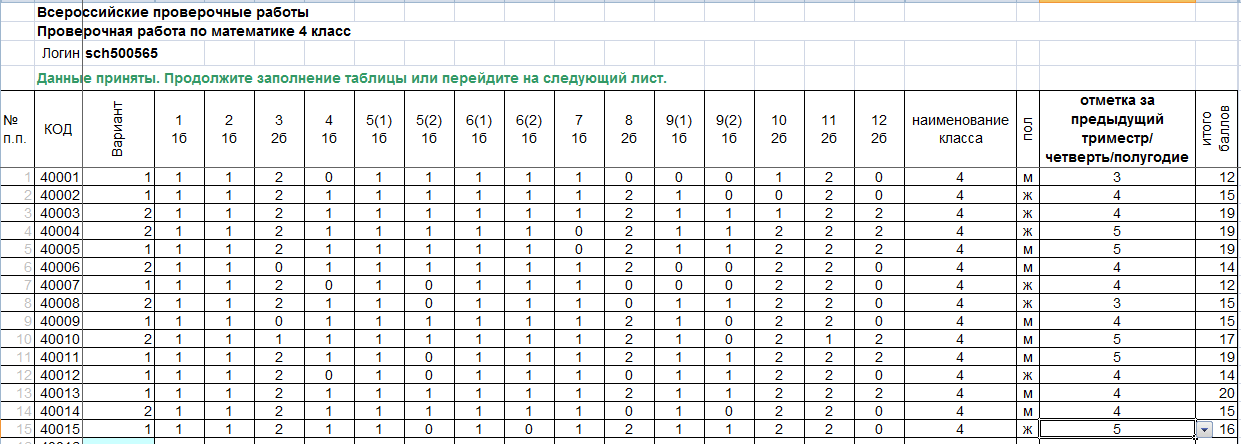 Всероссийские проверочные работы
Проверочная работа по математике 4 класс
Логин sch500565
Данные приняты. Продолжите заполнение таблицы или перейдите на следующий лист.
№ п.п. КОД Вариант 1 1б 2 1б 3 2б 4 1б 5(1) 1б 5(2) 1б 6(1) 1б 6(2) 1б 7 1б 8 2б 9(1) 1б 9(2) 1б 10 2б 11 2б 12 2б наименование класса пол отметка за предыдущий триместр/четверть/полугодие итого баллов
1 40001 1 1 1 2 0 1 1 1 1 1 0 0 0 1 2 0 4 м 3 12
2 40002 1 1 1 2 1 1 1 1 1 1 2 1 0 0 2 0 4 ж 4 15
3 40003 2 1 1 2 1 1 1 1 1 1 2 1 1 1 2 2 4 ж 4 19
4 40004 2 1 1 2 1 1 1 1 1 0 2 1 1 2 2 2 4 ж 5 19
5 40005 1 1 1 2 1 1 1 1 1 0 2 1 1 2 2 2 4 м 5 19
6 40006 2 1 1 0 1 1 1 1 1 1 2 0 0 2 2 0 4 м 4 14
7 40007 1 1 1 2 0 1 0 1 1 1 0 0 0 2 2 0 4 ж 4 12
8 40008 2 1 1 2 1 1 0 1 1 1 0 1 1 2 2 0 4 ж 3 15
9 40009 1 1 1 0 1 1 1 1 1 1 2 1 0 2 2 0 4 м 4 15
10 40010 2 1 1 1 1 1 1 1 1 1 2 1 0 2 1 2 4 м 5 17
11 40011 1 1 1 2 1 1 0 1 1 1 2 1 1 2 2 2 4 м 5 19
12 40012 1 1 1 2 0 1 0 1 1 1 0 1 1 2 2 0 4 ж 4 14
13 40013 1 1 1 2 1 1 1 1 1 1 2 1 1 2 2 2 4 м 4 20
14 40014 2 1 1 2 1 1 1 1 1 1 0 1 0 2 2 0 4 м 4 15
15 40015 1 1 1 2 1 1 0 1 0 1 2 1 1 2 2 0 4 ж 5 16